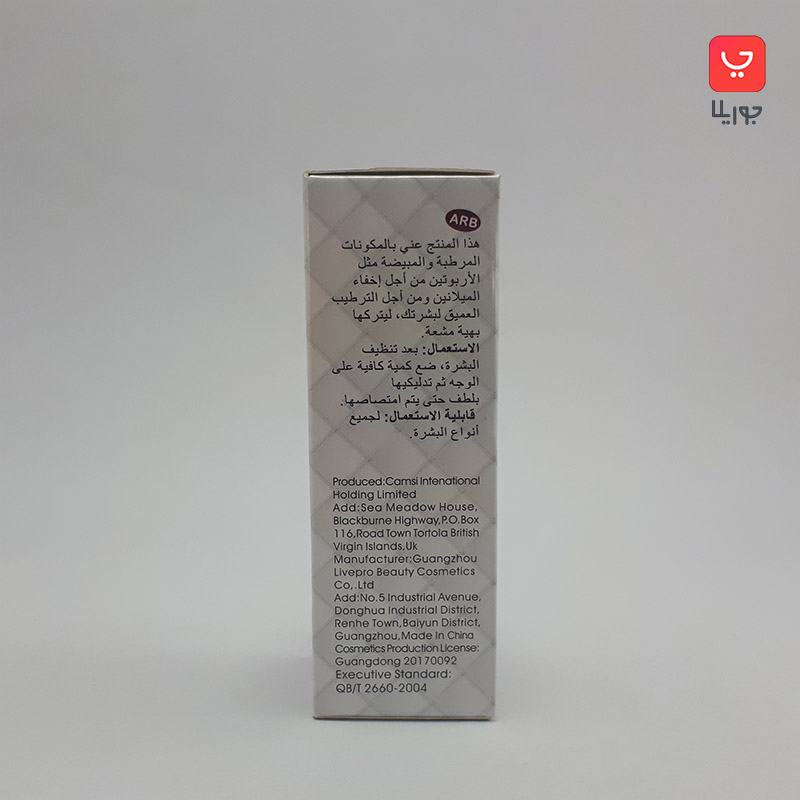 جوریلا
ARB
هذا المنتج غني بالمكونات
المرطبة والمبيضة مثل
الأربوتين من أجل إخفاء
الميلانين ومن أجل الترطيب
العميق لبشرتك، ليتركها
بهية مشعة.
الاستعمال: بعد تنظيف
البشرة، ضع كمية كافية على
الوجه ثم تدليكيها
بلطف حتى يتم امتصاصها.
قابلية الاستعمال: لجميع
أنواع البشرة.
Produced:Camsi Intenational
Holding Limited
Add:Sea Meadow House,
Blackburne Highway,P.O.Box
116,Road Town Tortola British
Virgin Islands,Uk
Manufacturer:Guangzhou
Livepro Beauty Cosmetics
Co,.Ltd
Add:No.5 Industrial Avenue,
Donghua Industrial District,
Renhe Town,Baiyun District,
Guangzhou,Made In China
Cosmetics Production License:
Guangdong 20170092
Executive Standard:
QB/T 2660-2004